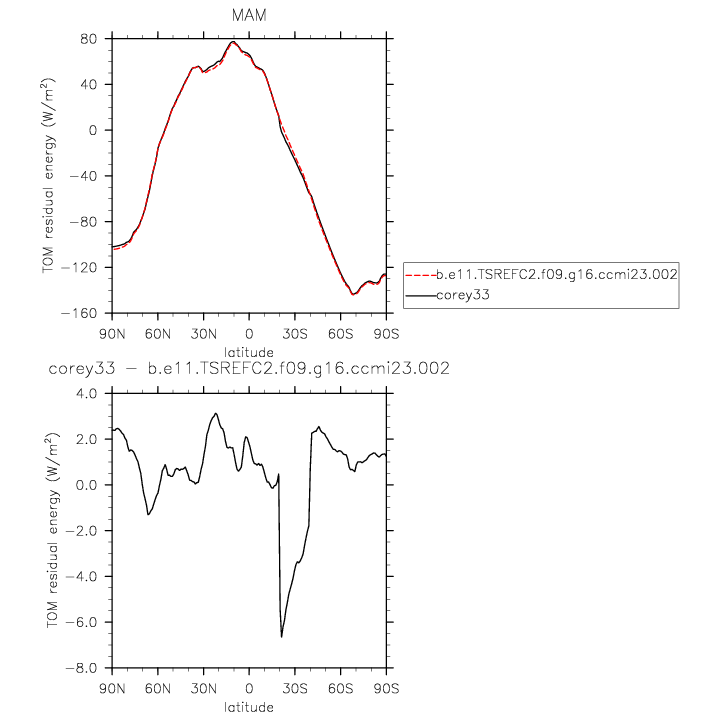 MAM
TOM residual energy (W/m²)
80
40
0
−40
−80
−120
−160
90N 60N 30N 0 30S 60S 90S
latitude
b.e11.TSREFC2.f09.g16.ccmi23.002
corey33
corey33 − b.e11.TSREFC2.f09.g16.ccmi23.002
TOM residual energy (W/m²)
4.0
2.0
0.0
−2.0
−4.0
−6.0
−8.0
90N 60N 30N 0 30S 60S 90S
latitude